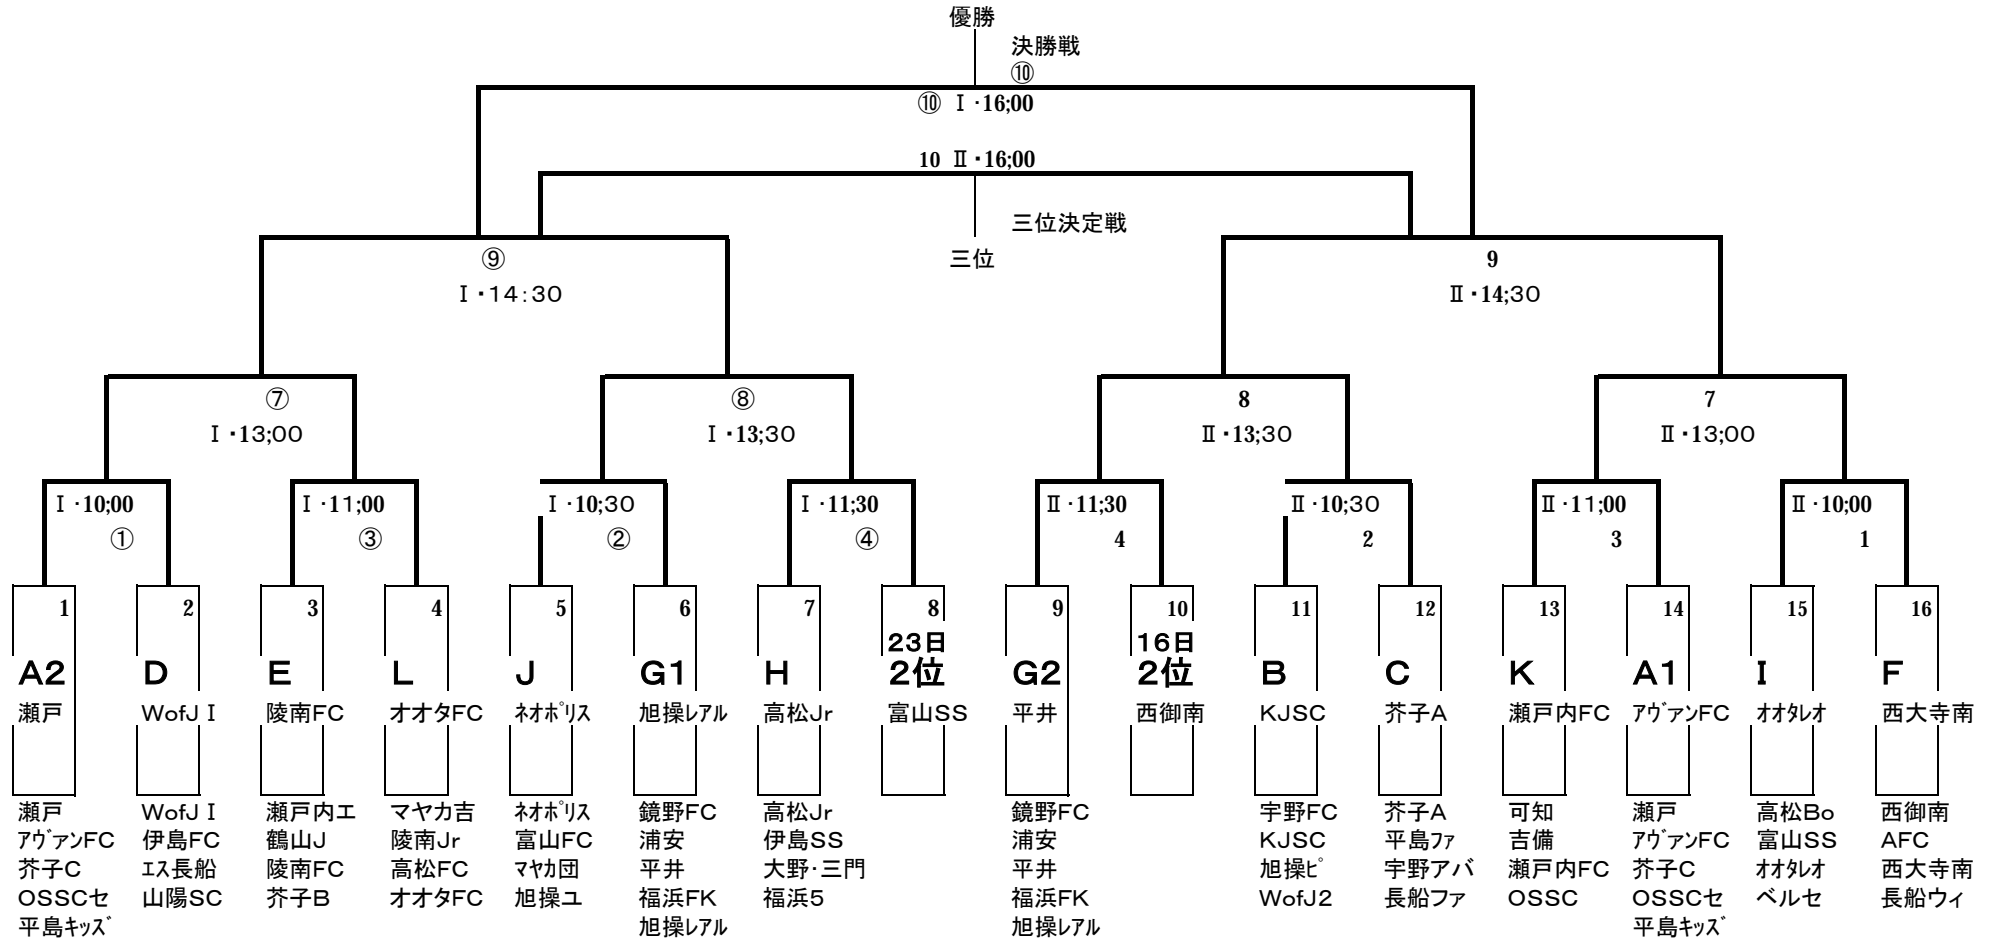 優勝
決勝戦
⑩
⑩ Ⅰ・16;00
10 Ⅱ・16;00
三位決定戦
三位
⑨ 9
Ⅰ・14:30 Ⅱ・14;30
⑦ ⑧ 8 7
Ⅰ・13;00 Ⅰ・13;30 Ⅱ・13;30 Ⅱ・13;00
Ⅰ・10;00 Ⅰ・11;00 Ⅰ・10;30 Ⅰ・11;30 Ⅱ・11;30 Ⅱ・10;30 Ⅱ・11;00 Ⅱ・10;00
① ③ ② ④ 4 2 3 1
1 2 3 4 5 6 7 8 9 10 11 12 13 14 15 16
23日 16日
A2 D E L J G1 H 2位 G2 2位 B C K A1 I F
瀬戸 WofJⅠ 陵南FC オオタFC ネオポリス 旭操レアル 高松Jr 富山SS 平井 西御南 KJSC 芥子A 瀬戸内FC アヴァンFC オオタレオ 西大寺南
瀬戸 WofJⅠ 瀬戸内エ マヤカ吉 ネオポリス 鏡野FC 高松Jr 鏡野FC 宇野FC 芥子A 可知 瀬戸 高松Bo 西御南
アヴァンFC 伊島FC 鶴山J 陵南Jr 富山FC 浦安 伊島SS 浦安 KJSC 平島ファ 吉備 アヴァンFC 富山SS AFC
芥子C エス長船 陵南FC 高松FC マヤカ団 平井 大野・三門 平井 旭操ピ 宇野アバ 瀬戸内FC 芥子C オオタレオ 西大寺南
OSSCセ 山陽SC 芥子B オオタFC 旭操ユ 福浜FK 福浜5 福浜FK WofJ2 長船ファ OSSC OSSCセ ベルセ 長船ウィ
平島キッズ 旭操レアル 旭操レアル 平島キッズ